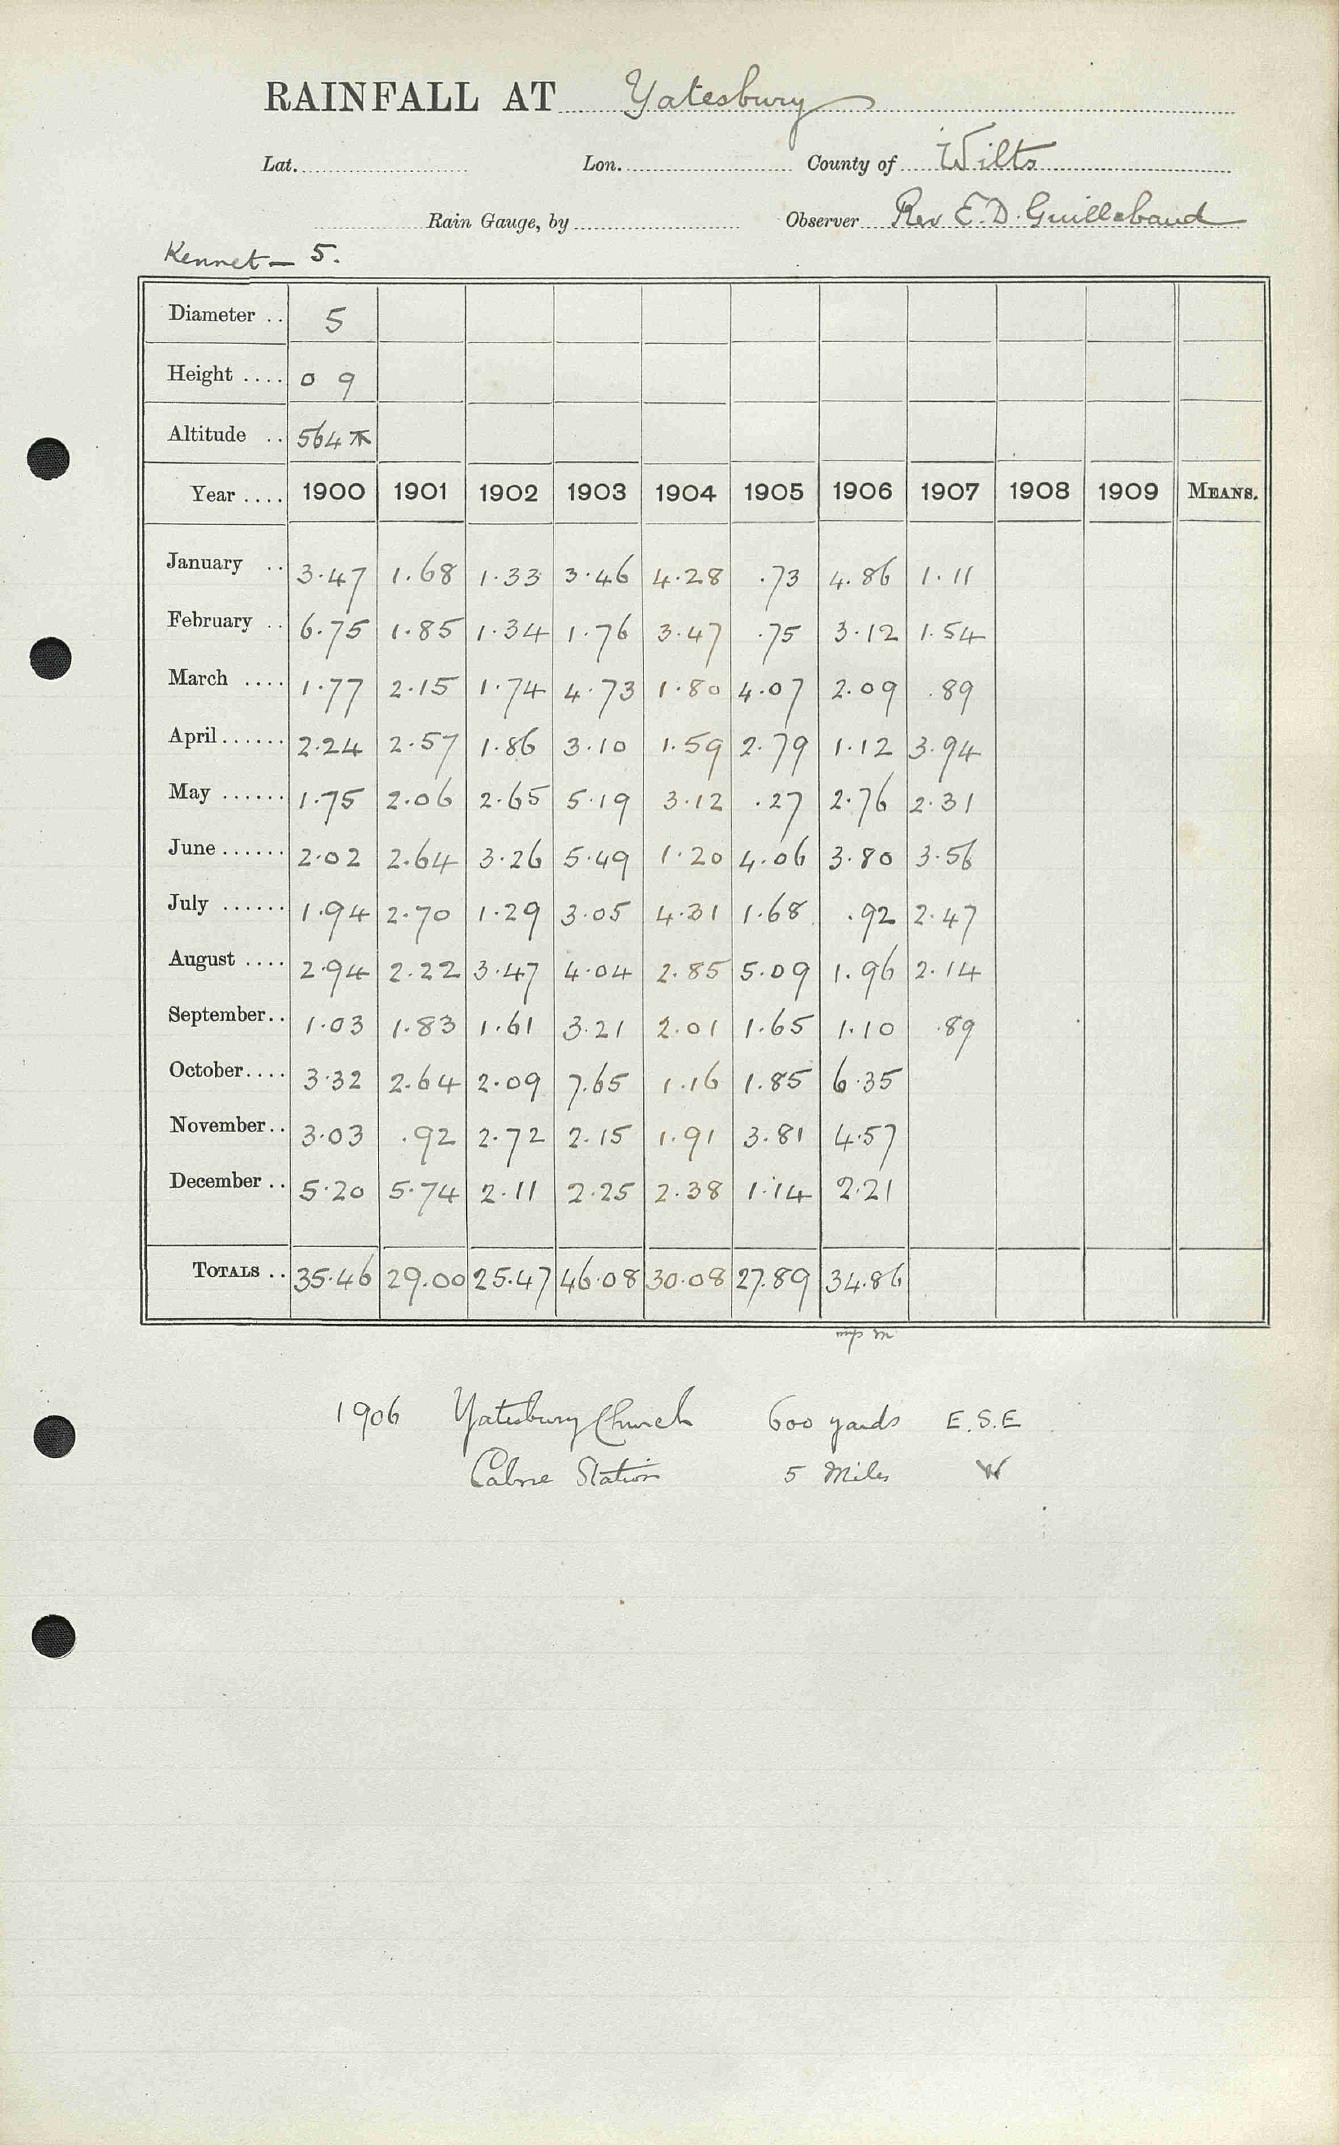 RAINFALL AT Yatesbury
Lat. Lon. County of Wilts
Rain Gauge, by Observer Rev E.D. Guillebaud
Kennet - 5.
Diameter .. 5
Height .... 0 9
Altitude .. 564
Year .... 1900 1901 1902 1903 1904 1905 1906 1907 1908 1909 MEANS.
January .. 3.47 1.68 1.33 3.46 4.28 .73 4.86 1.11
February .. 6.75 1.85 1.34 1.76 3.47 .75 3.12 1.54
March .... 1.77 2.15 1.74 4.73 1.80 4.07 2.09 .89
April...... 2.24 2.57 1.86 3.10 1.59 2.79 1.12 3.94
May ...... 1.75 2.06 2.65 5.19 3.12 .27 2.76 2.31
June ...... 2.02 2.64 3.26 5.49 1.20 4.06 3.80 3.56
July ...... 1.94 2.70 1.29 3.05 4.31 1.68 .92 2.47
August .... 2.94 2.22 3.47 4.04 2.85 5.09 1.96 2.14
September.. 1.03 1.83 1.61 3.21 2.01 1.65 1.10 .89
October.... 3.32 2.64 2.09 7.65 1.16 1.85 6.35
November.. 3.03 .92 2.72 2.15 1.91 3.81 4.57
December .. 5.20 5.74 2.11 2.25 2.38 1.14 2.21
TOTALS .. 35.46 29.00 25.47 46.08 30.08 27.89 34.86
1906 Yatesbury Church 600 yards E.S.E
Calne Station 5 Miles W